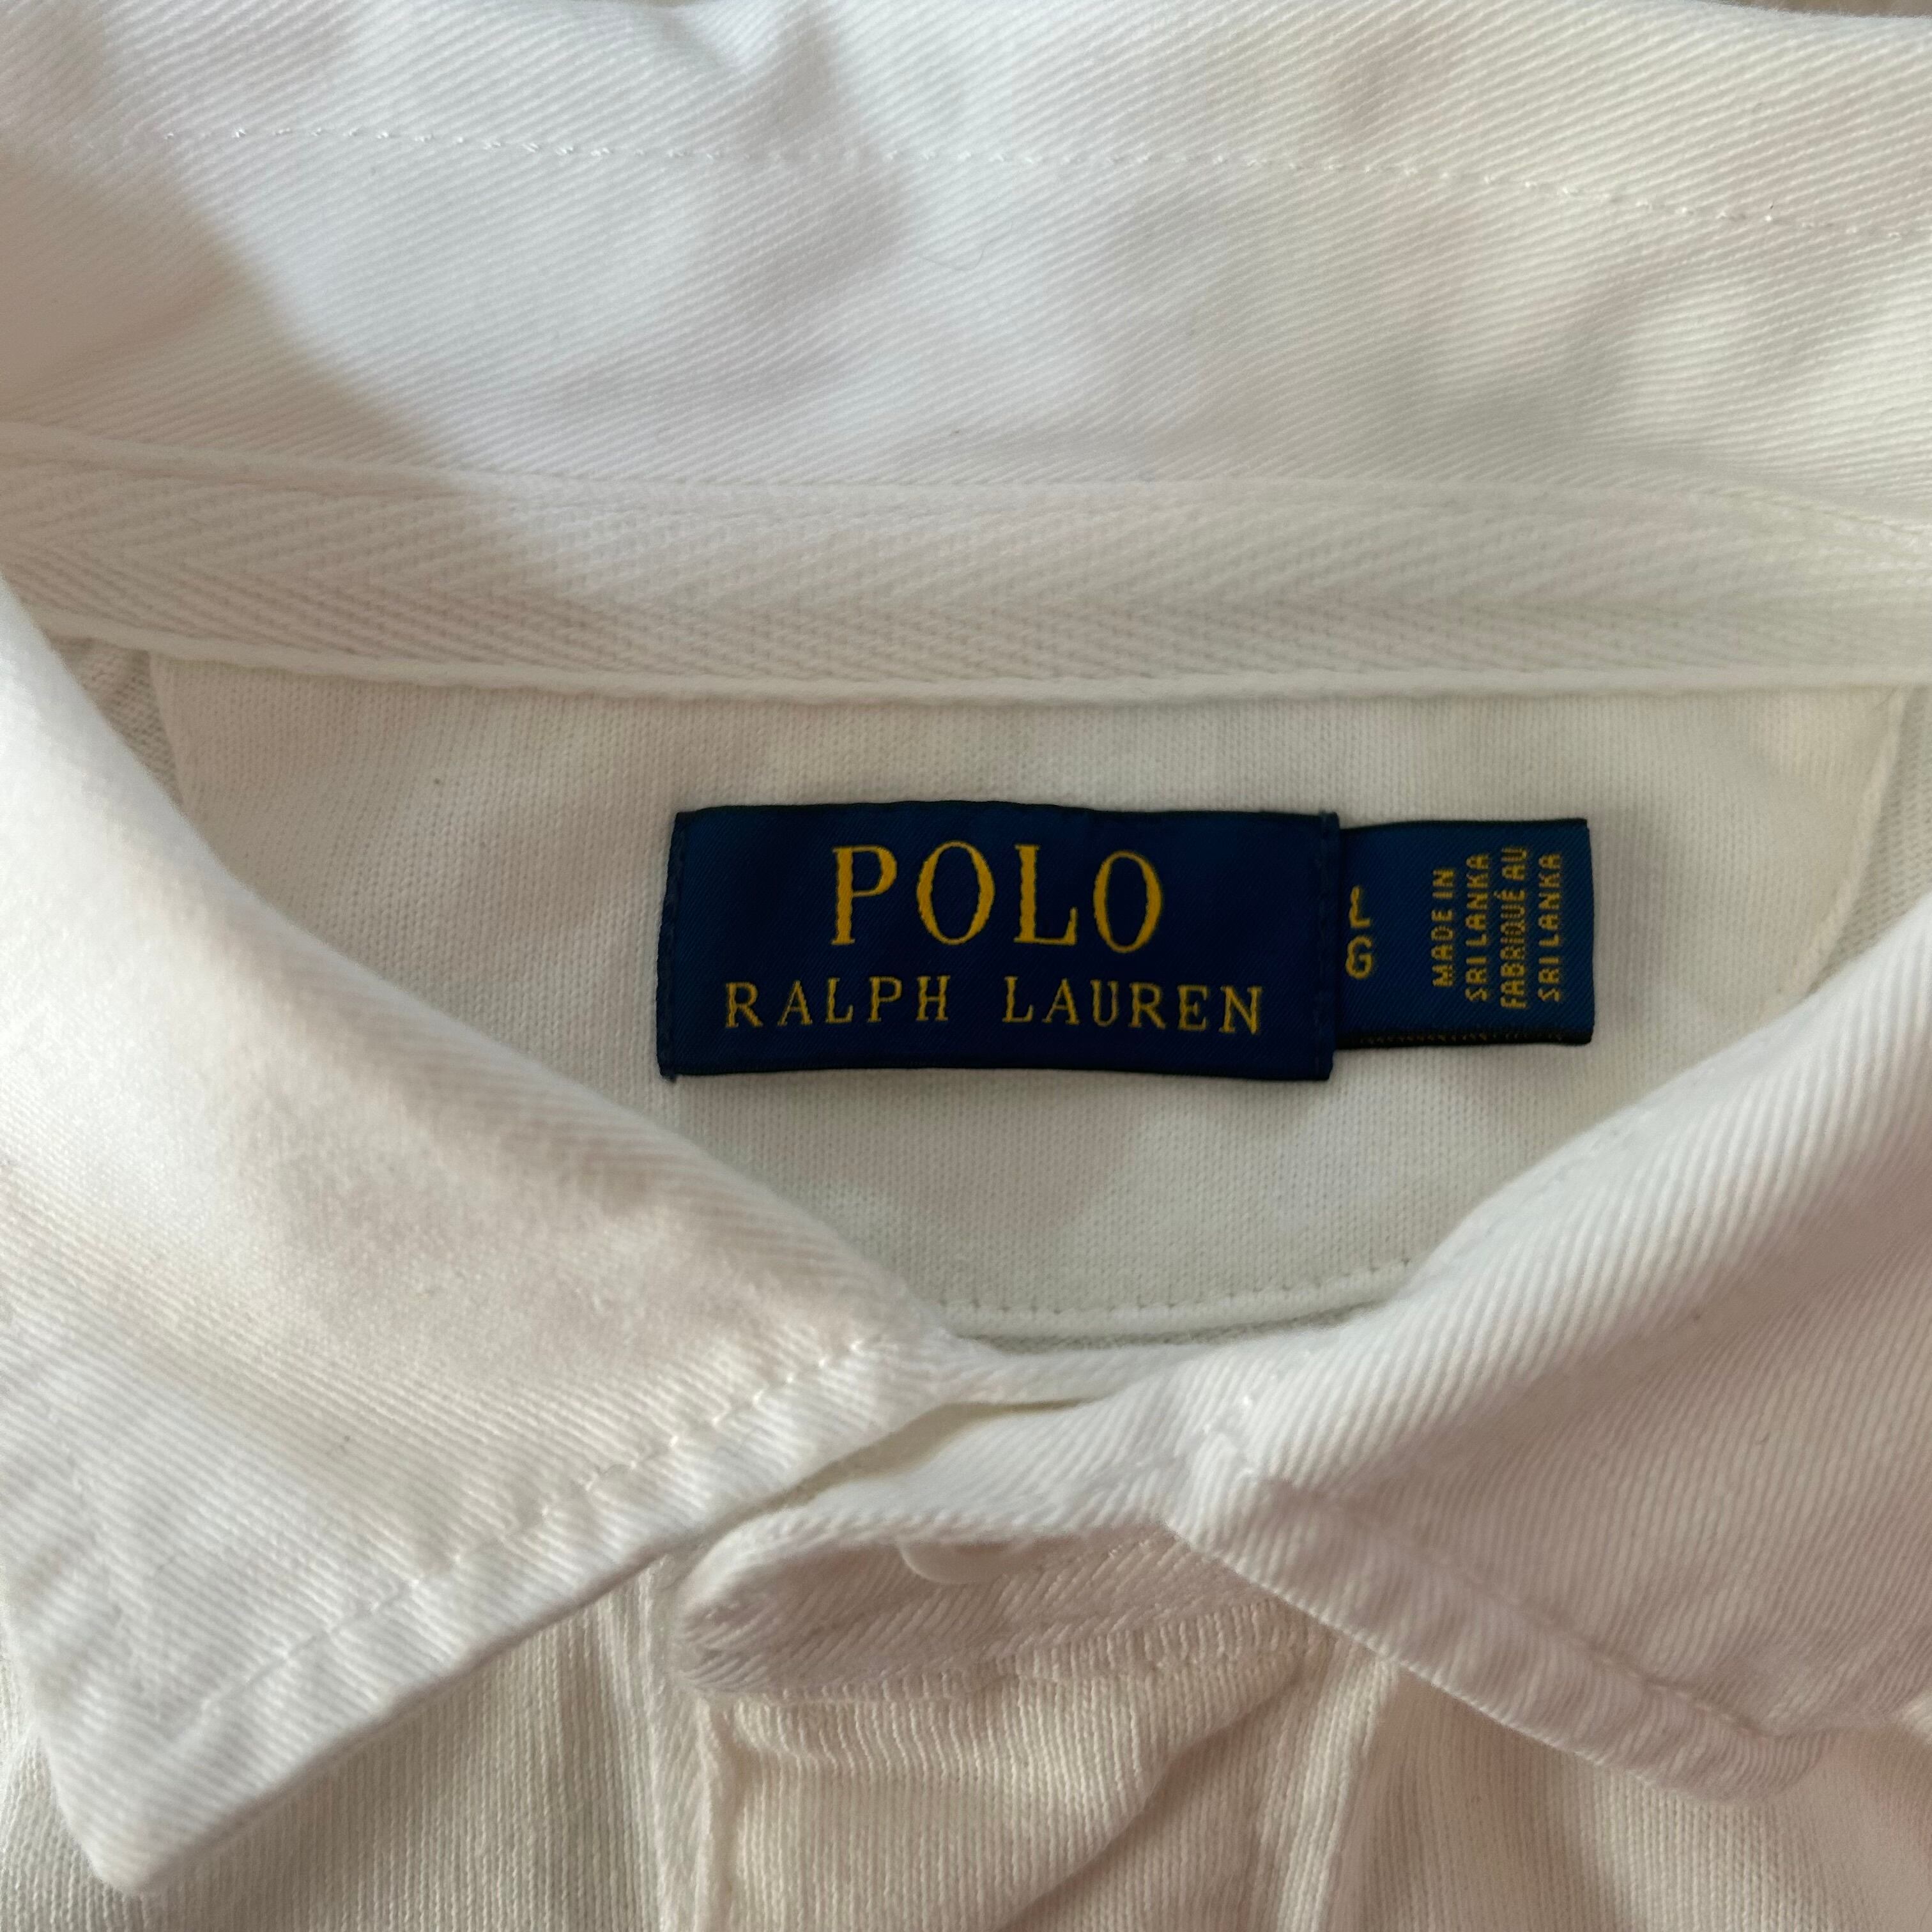 POLO
RALPH LAUREN
L
G
MADE IN
SRI LANKA
FABRIQUÉ AU
SRI LANKA